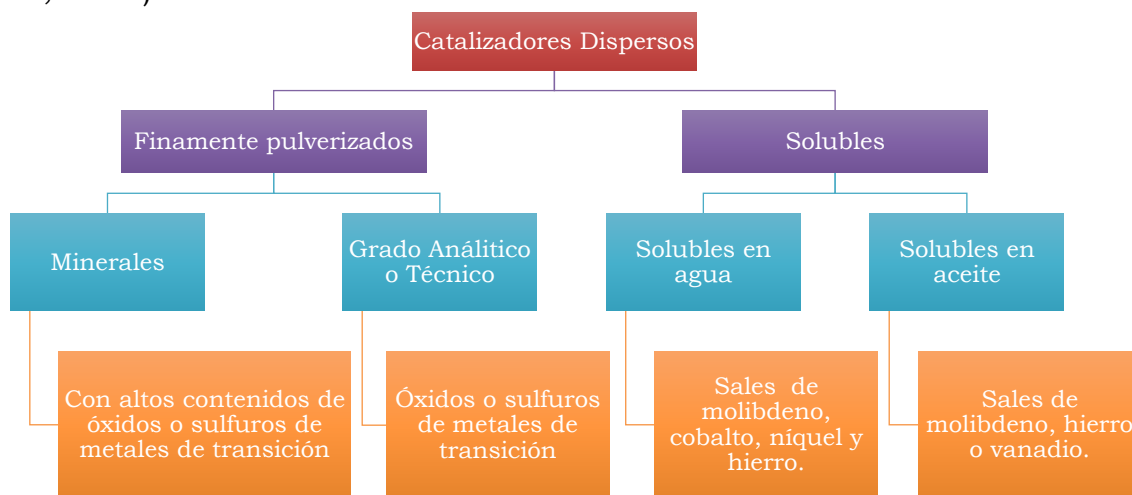 Catalizadores Dispersos
Finamente pulverizados
Solubles
Minerales
Grado Análitico
o Técnico
Solubles en
agua
Solubles en
aceite
Con altos contenidos de
óxidos o sulfuros de
metales de transición
Óxidos o sulfuros
de metales de
transición
Sales de
molibdeno,
cobalto, níquel y
hierro.
Sales de
molibdeno, hierro
o vanadio.